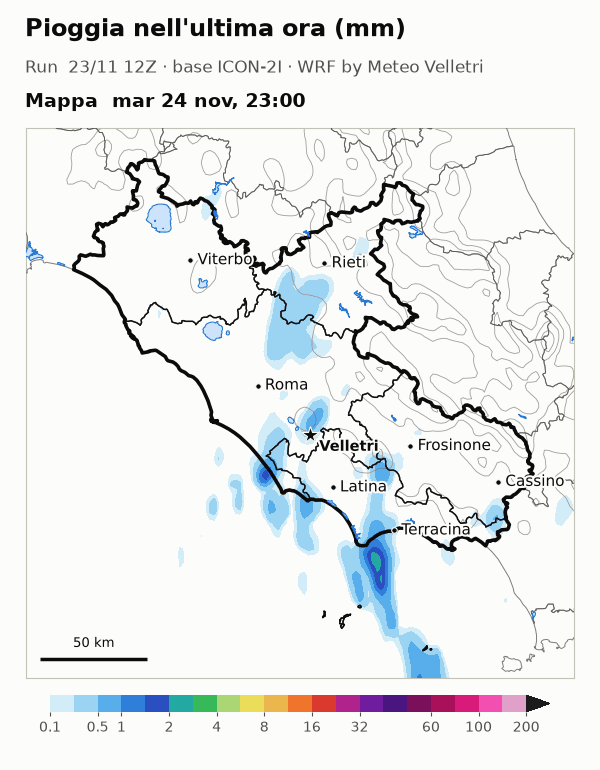 Pioggia nell'ultima ora (mm)
Run  23/11 12Z · base ICON-2I · WRF by Meteo Velletri
Mappa  mar 24 nov, 23:00
Viterbo
Rieti
Roma
Velletri
Frosinone
Latina
Cassino
Terracina
50 km
0.1 0.5 1 2 4 8 16 32 60 100 200